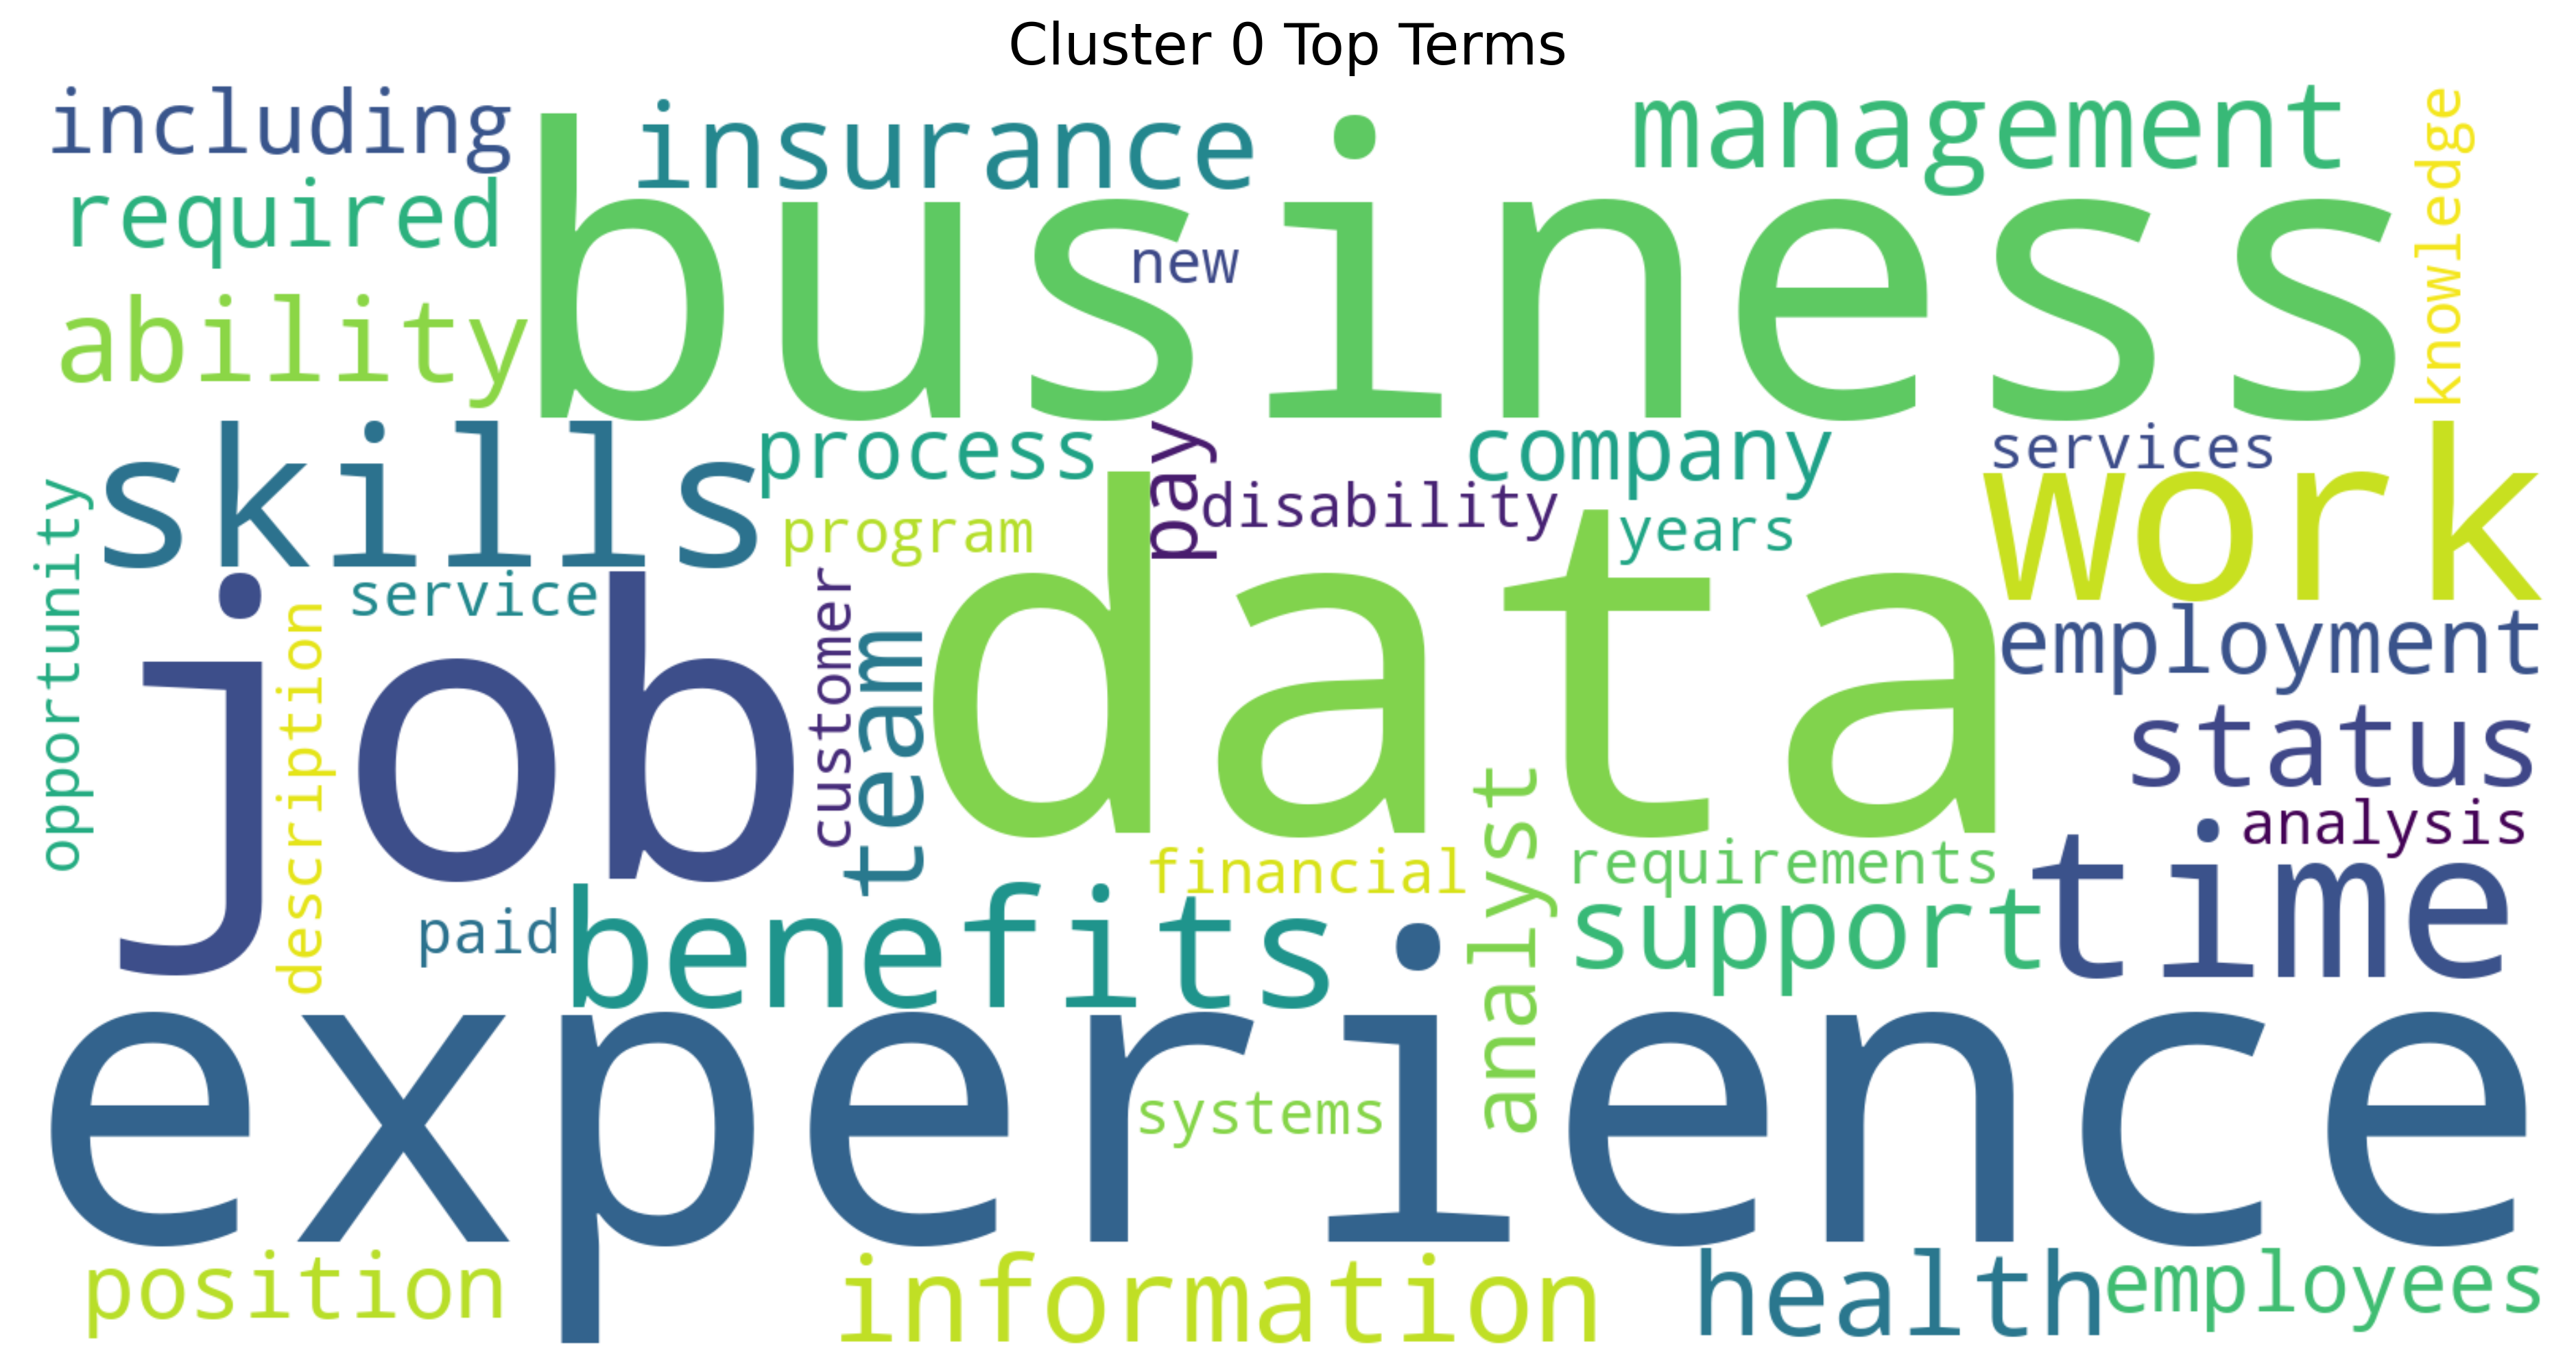 Cluster 0 Top Terms
including
insurance
management
knowledge
required
business
new
ability
skills
process
pay
company
services
work
opportunity
program
disability
years
job
service
data
employment
description
customer
team
status
analysis
analyst
financial
requirements
time
paid
benefits
support
experience
systems
position
information
health
employees